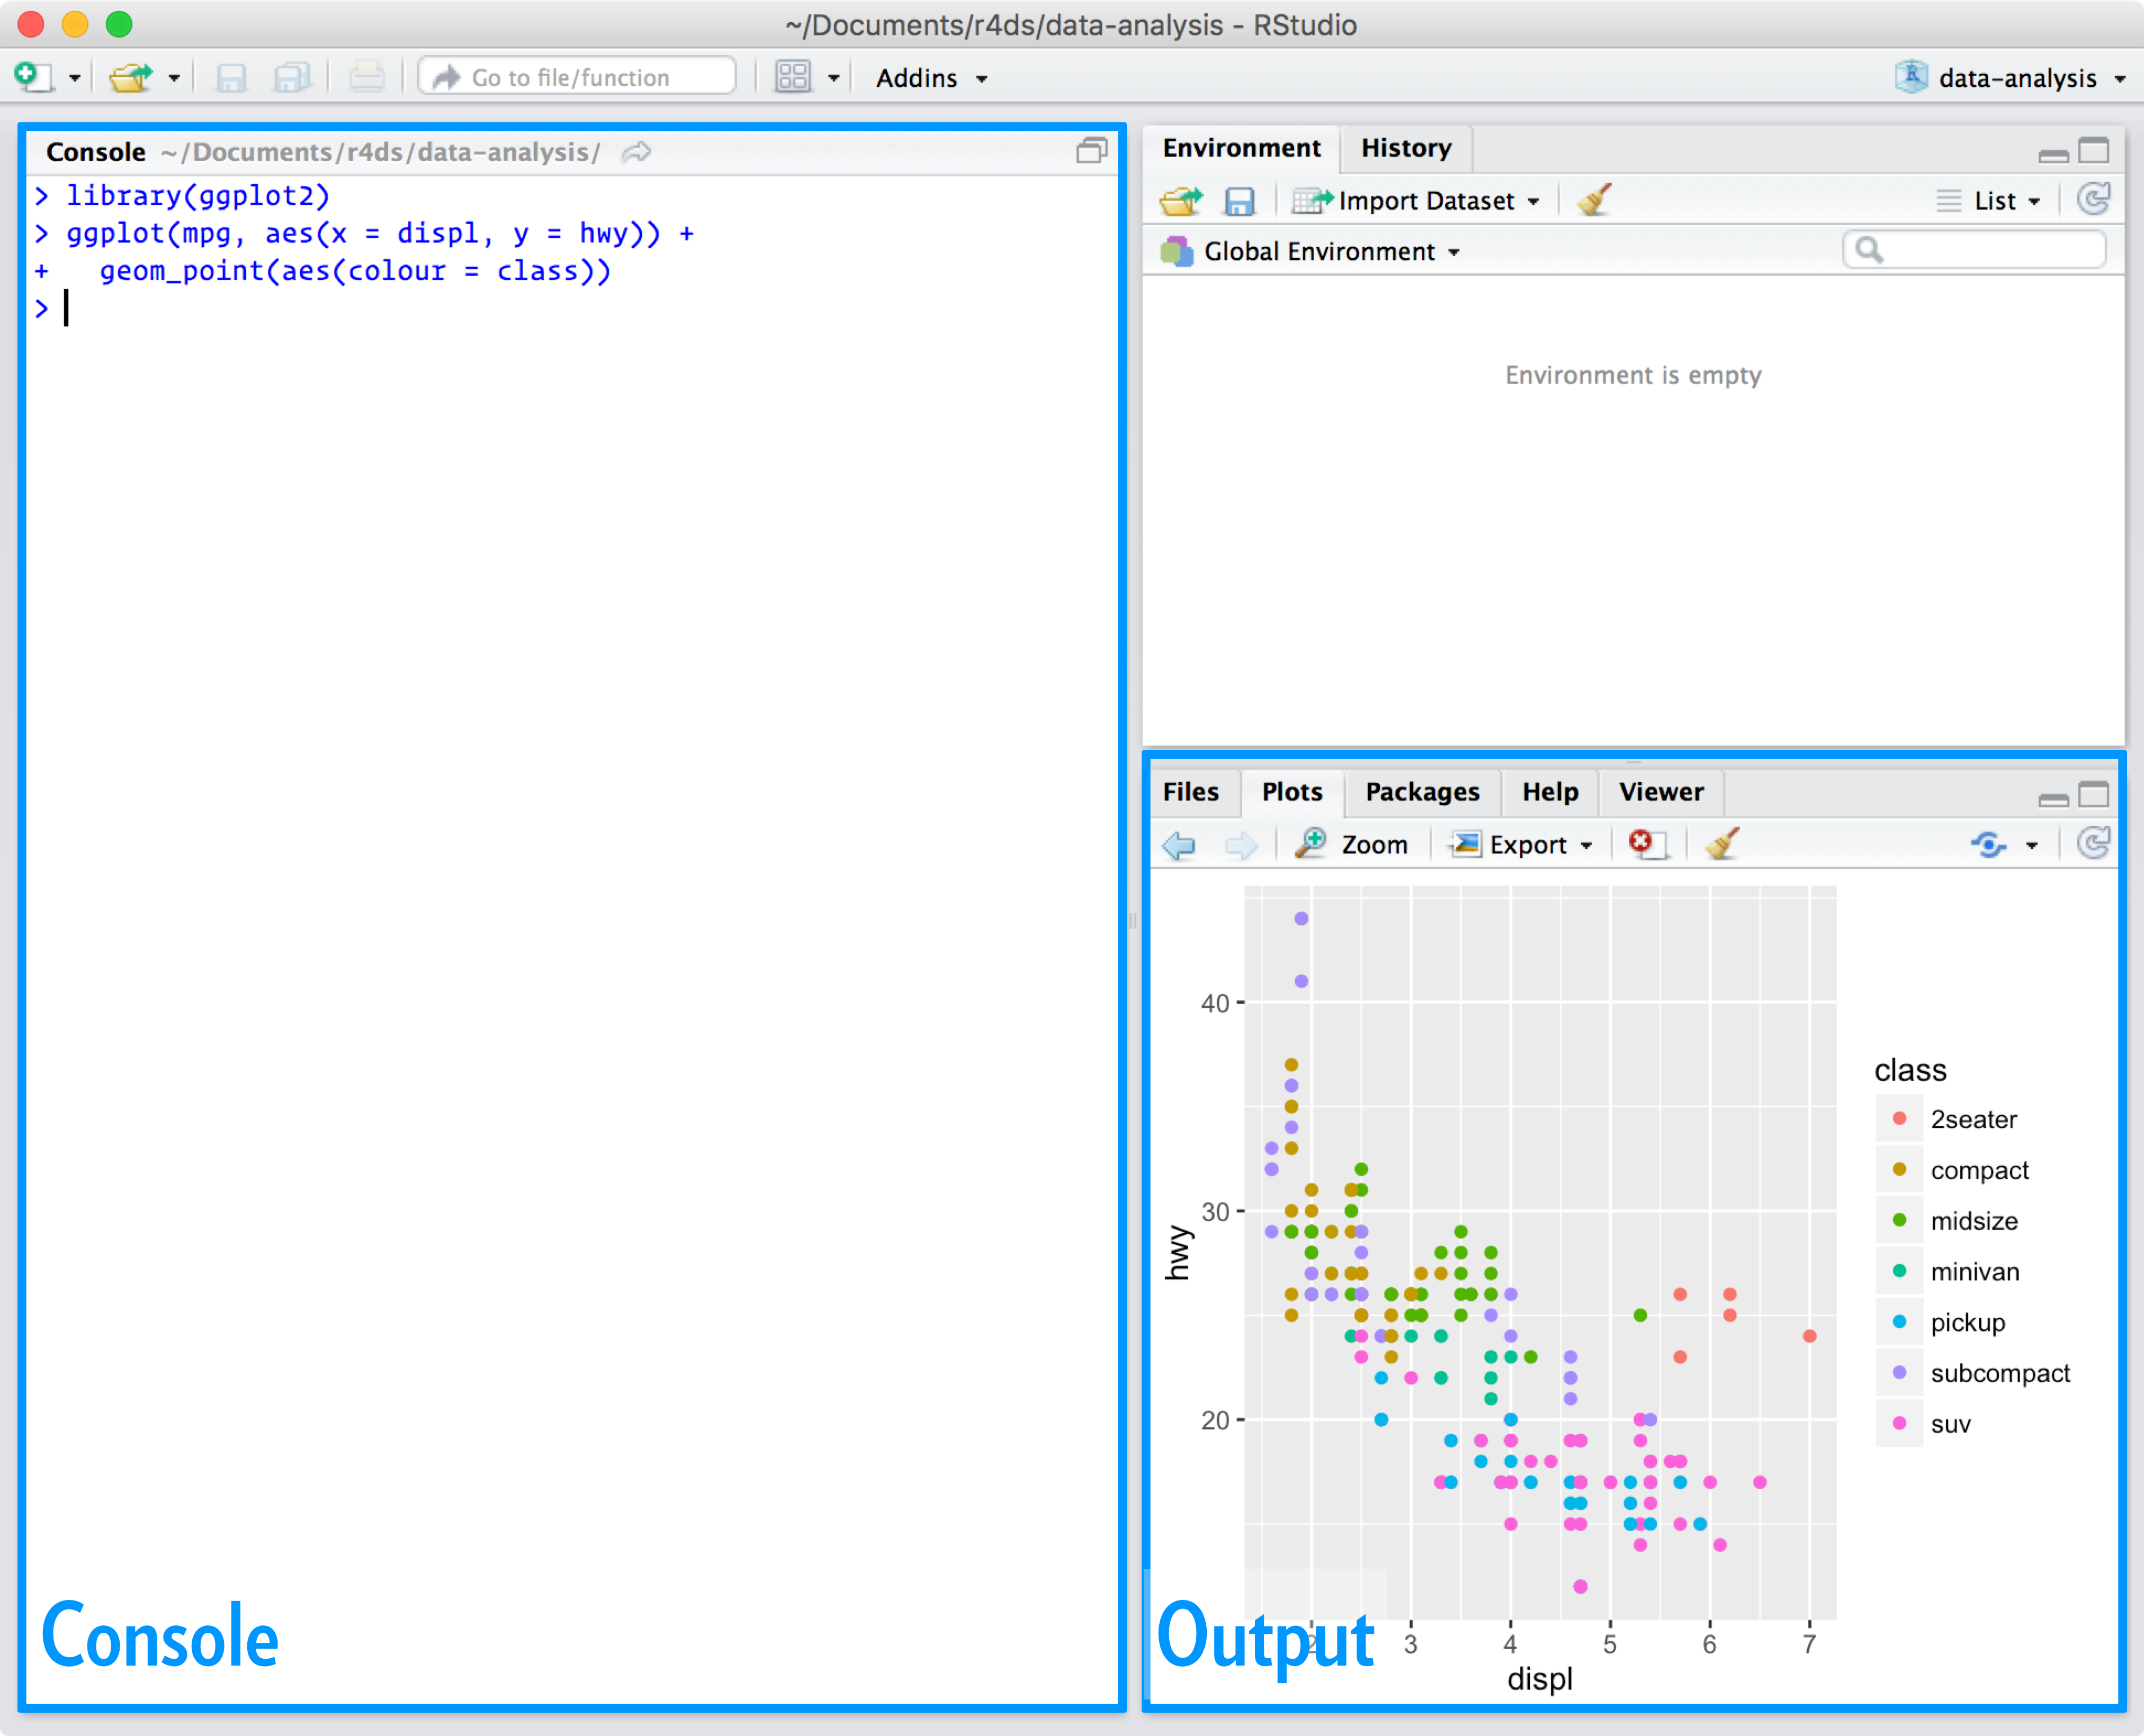 ~/Documents/r4ds/data-analysis - RStudio
Go to file/function
Addins
data-analysis
Console ~/Documents/r4ds/data-analysis/
> library(ggplot2)
> ggplot(mpg, aes(x = displ, y = hwy)) +
+   geom_point(aes(colour = class))
>
Console
Environment History
Import Dataset
List
Global Environment
Environment is empty
Files Plots Packages Help Viewer
Zoom Export
40
30
20
hwy
2 3 4 5 6 7
displ
class
2seater
compact
midsize
minivan
pickup
subcompact
suv
Output